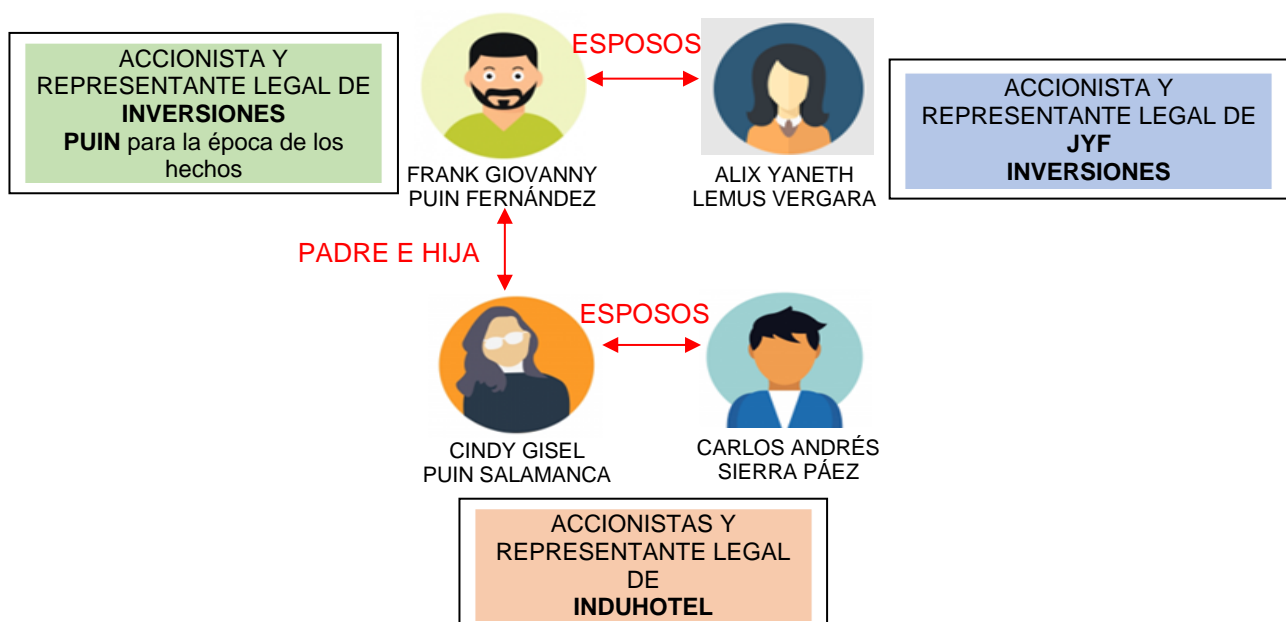 ACCIONISTA Y
REPRESENTANTE LEGAL DE
INVERSIONES
PUIN para la época de los
hechos
ESPOSOS
ACCIONISTA Y
REPRESENTANTE LEGAL DE
JYF
INVERSIONES
FRANK GIOVANNY
PUIN FERNÁNDEZ
ALIX YANETH
LEMUS VERGARA
PADRE E HIJA
ESPOSOS
CINDY GISEL
PUIN SALAMANCA
CARLOS ANDRÉS
SIERRA PÁEZ
ACCIONISTAS Y
REPRESENTANTE LEGAL
DE
INDUHOTEL